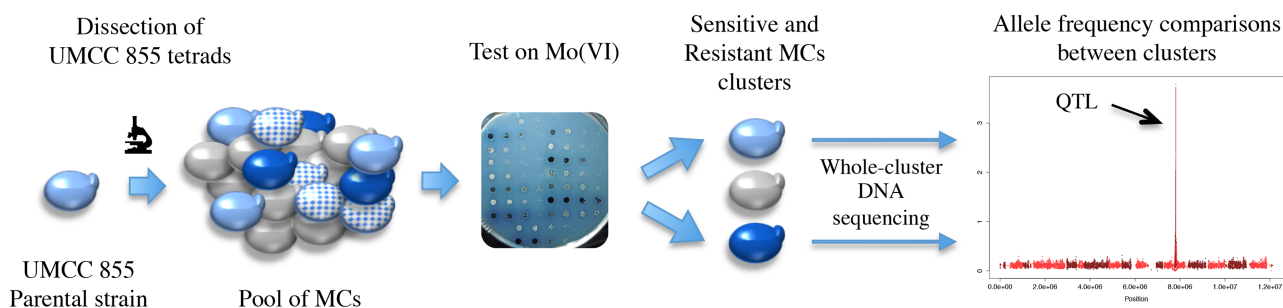 Dissection of
UMCC 855 tetrads
UMCC 855
Parental strain
Pool of MCs
Test on Mo(VI)
Sensitive and
Resistant MCs
clusters
Whole-cluster
DNA
sequencing
Allele frequency comparisons
between clusters
QTL
3
2
1
0
0.0e+00 2.0e+06 4.0e+06 6.0e+06 8.0e+06 1.0e+07 1.2e+07
Position